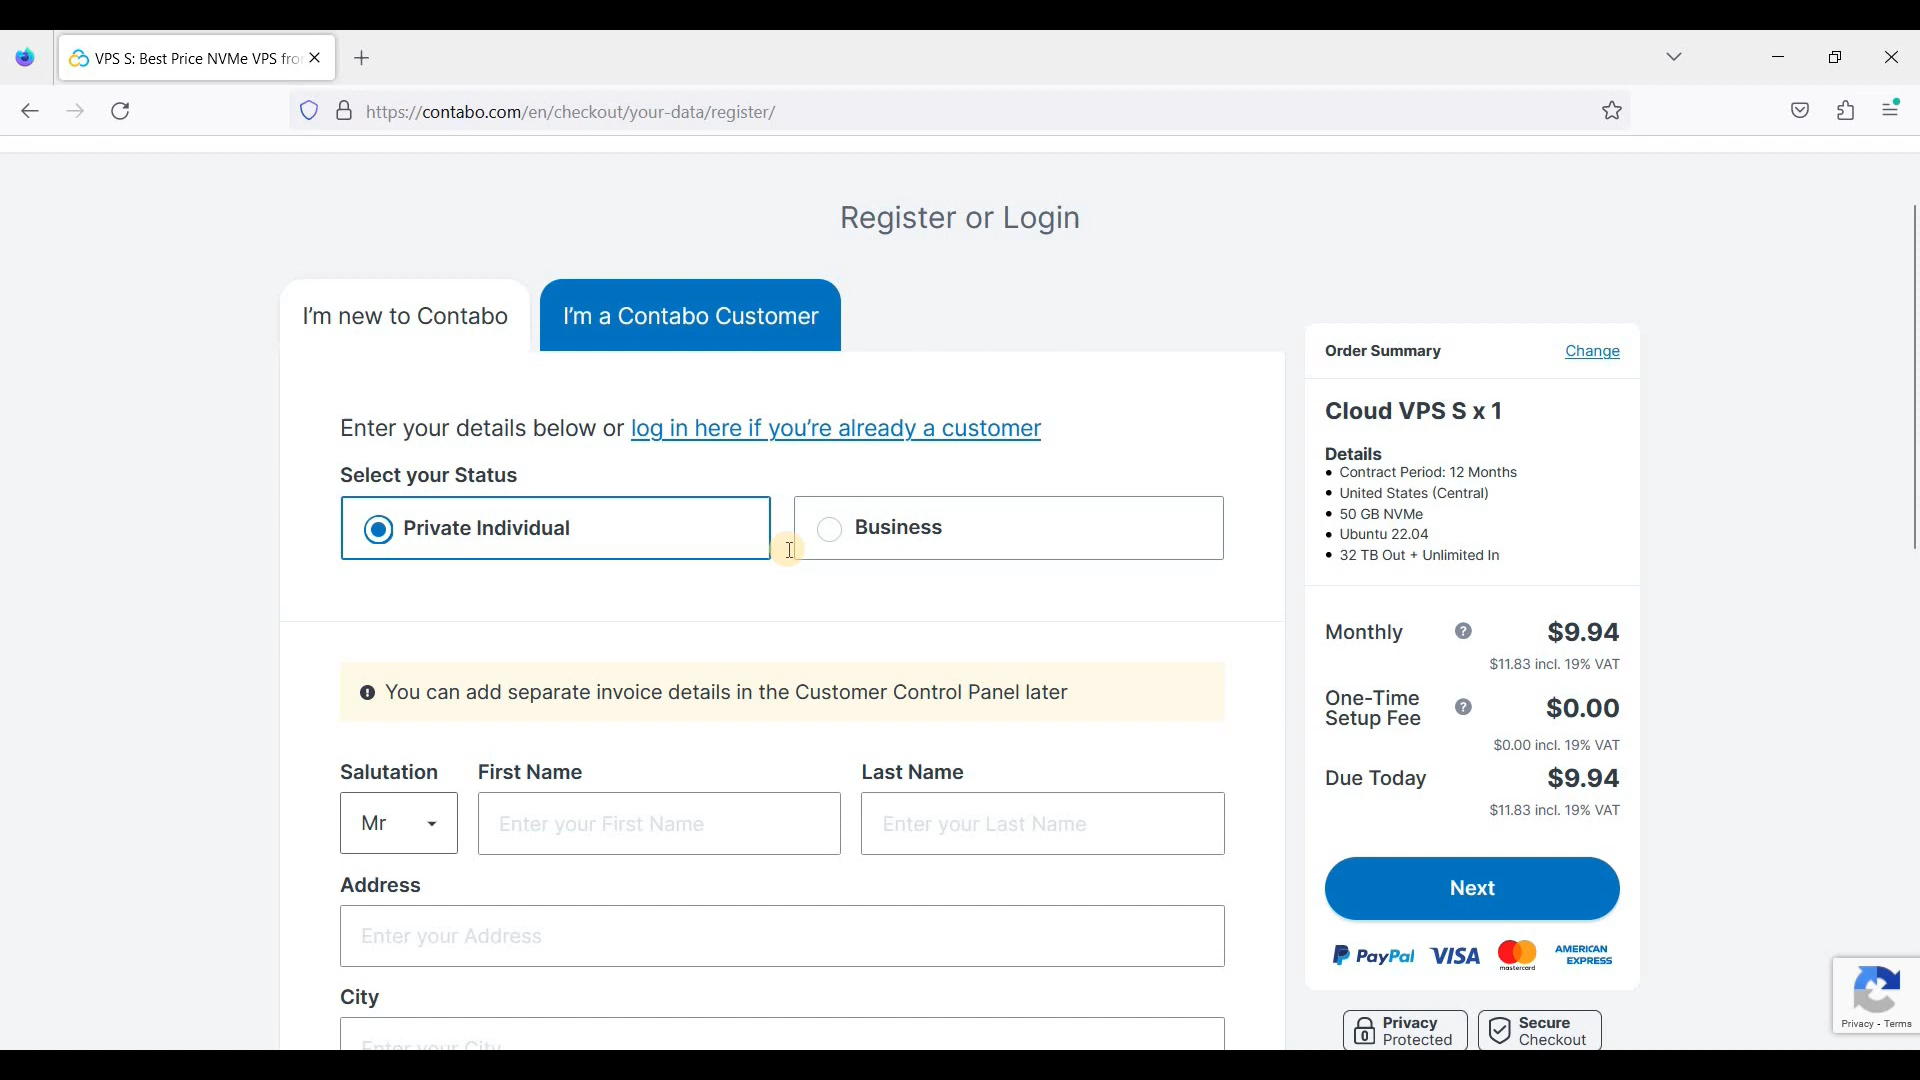 VPS S: Best Price NVMe VPS fro
https://contabo.com/en/checkout/your-data/register/
Register or Login
I'm new to Contabo
I'm a Contabo Customer
Enter your details below or log in here if you're already a customer
Select your Status
Private Individual
Business
You can add separate invoice details in the Customer Control Panel later
Salutation
First Name
Last Name
Mr
Enter your First Name
Enter your Last Name
Address
Enter your Address
City
Enter your City
Order Summary
Change
Cloud VPS S x 1
Details
• Contract Period: 12 Months
• United States (Central)
• 50 GB NVMe
• Ubuntu 22.04
• 32 TB Out + Unlimited In
Monthly ? $9.94
$11.83 incl. 19% VAT
One-Time
Setup Fee ? $0.00
$0.00 incl. 19% VAT
Due Today $9.94
$11.83 incl. 19% VAT
Next
PayPal VISA mastercard AMERICAN EXPRESS
Privacy
Protected
Secure
Checkout
Privacy - Terms